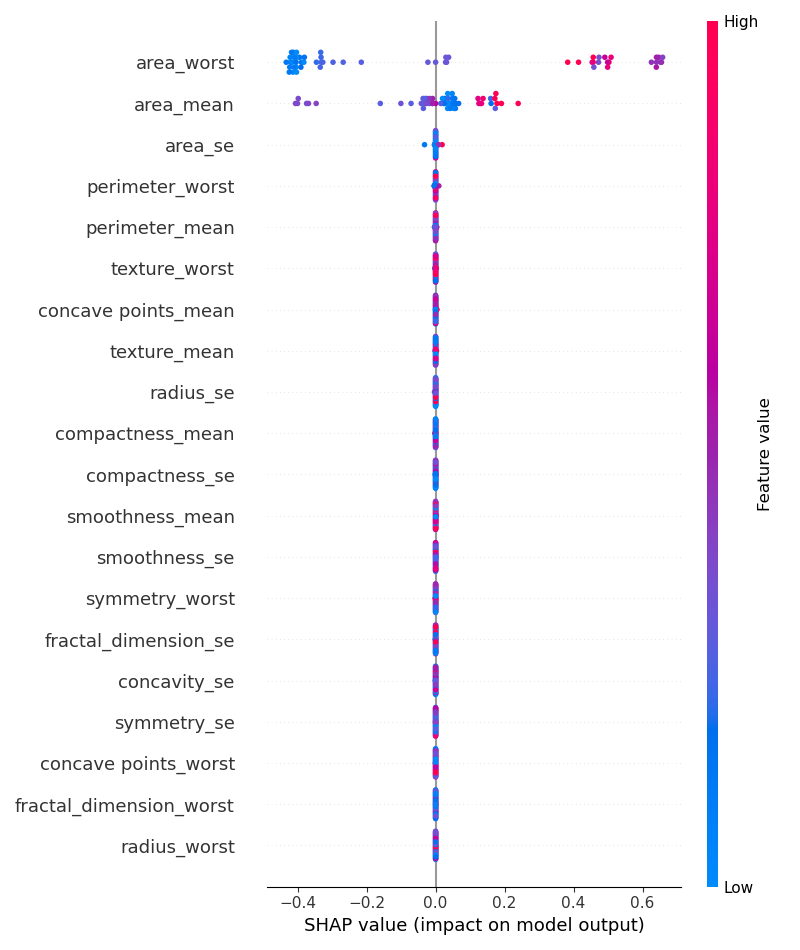 High
area_worst
area_mean
area_se
perimeter_worst
perimeter_mean
texture_worst
concave points_mean
texture_mean
radius_se
compactness_mean
compactness_se
smoothness_mean
smoothness_se
symmetry_worst
fractal_dimension_se
concavity_se
symmetry_se
concave points_worst
fractal_dimension_worst
radius_worst
Feature value
Low
−0.4 −0.2 0.0 0.2 0.4 0.6
SHAP value (impact on model output)